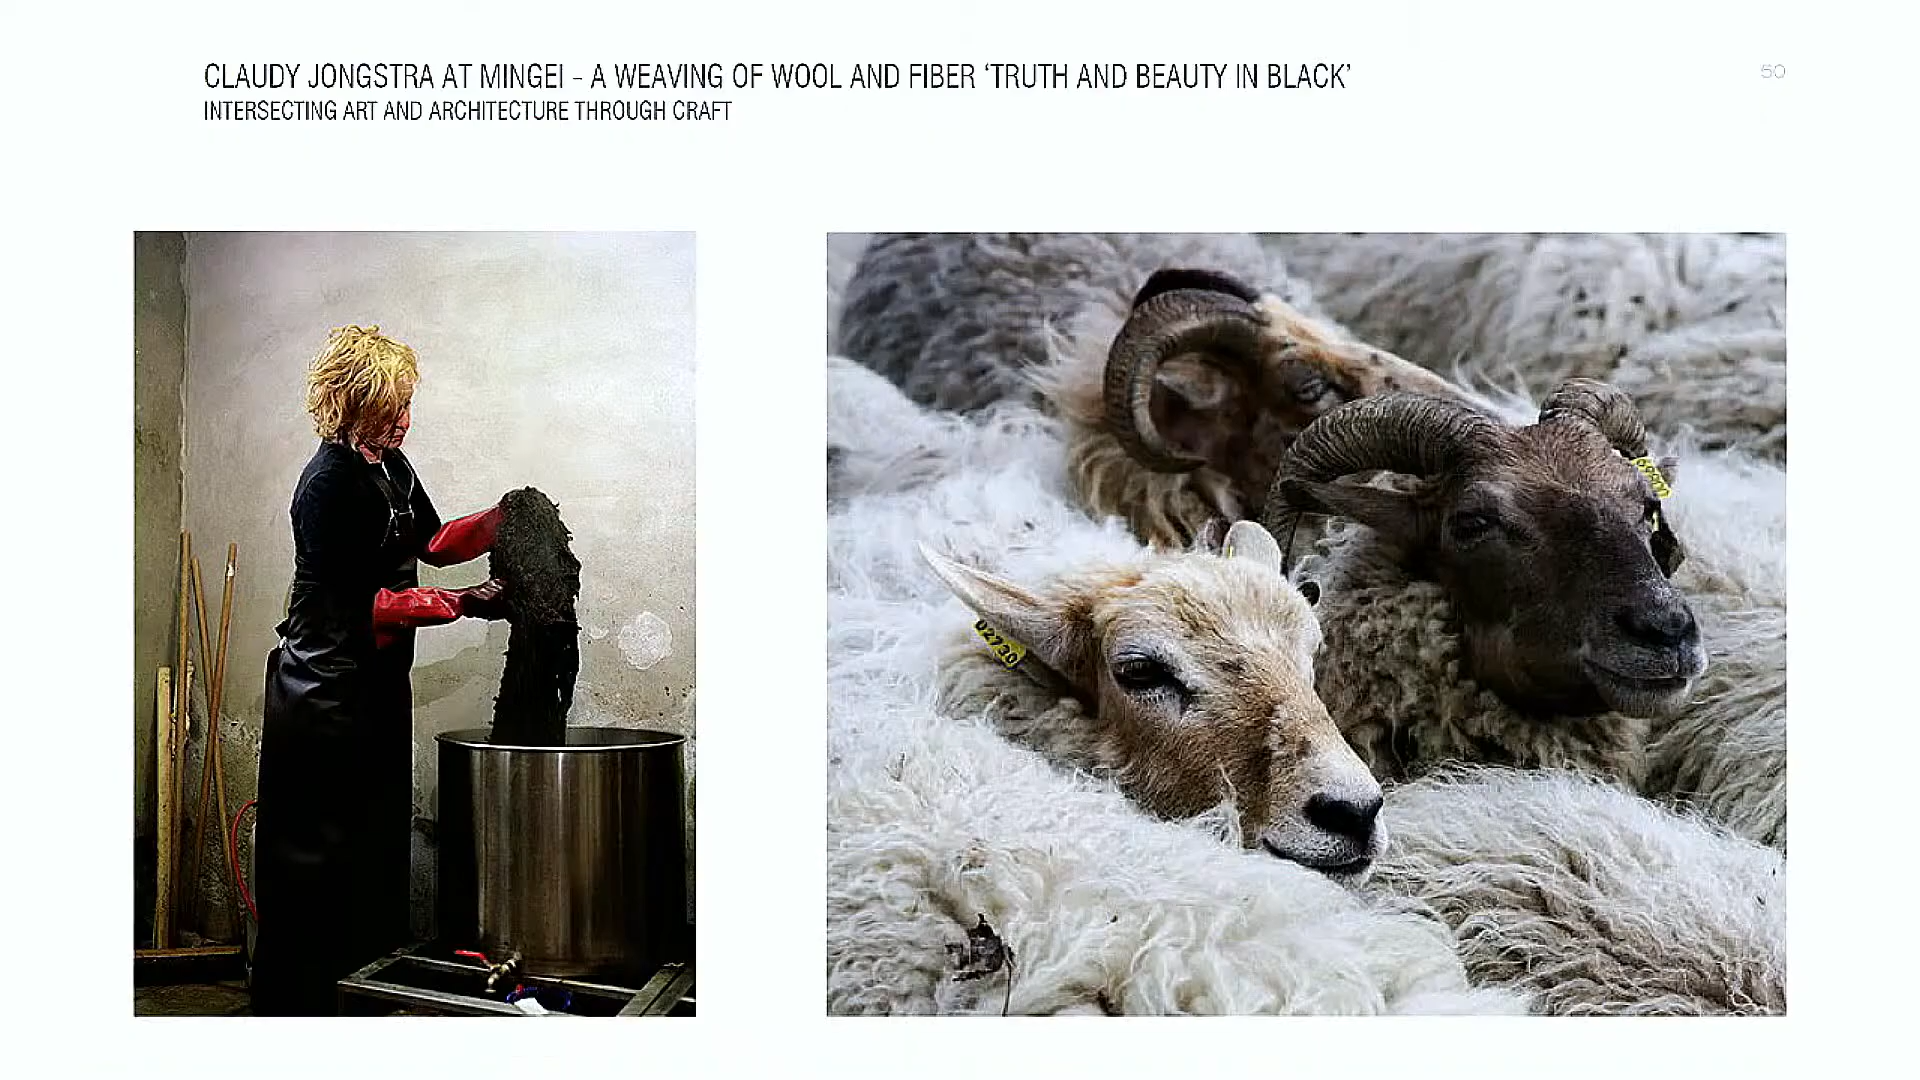 CLAUDY JONGSTRA AT MINGEI - A WEAVING OF WOOL AND FIBER ‘TRUTH AND BEAUTY IN BLACK’
50
INTERSECTING ART AND ARCHITECTURE THROUGH CRAFT
02730